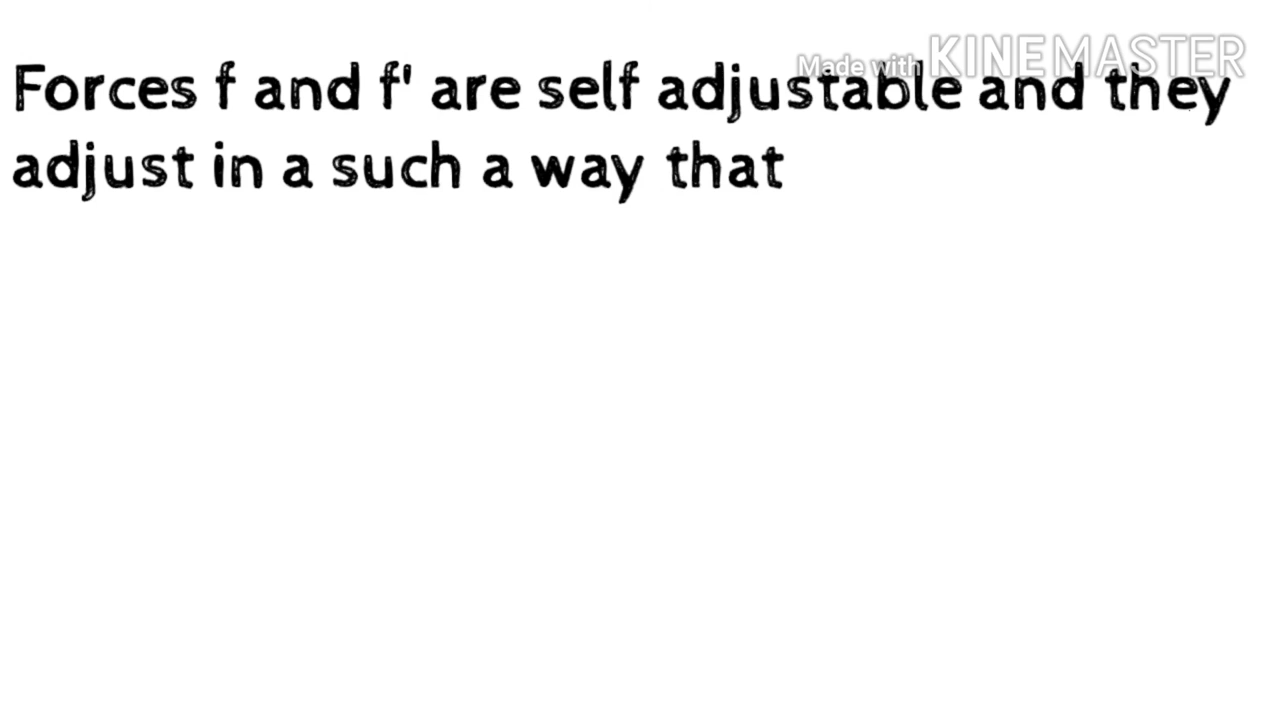 Made with KINEMASTER
Forces f and f' are self adjustable and they
adjust in a such a way that